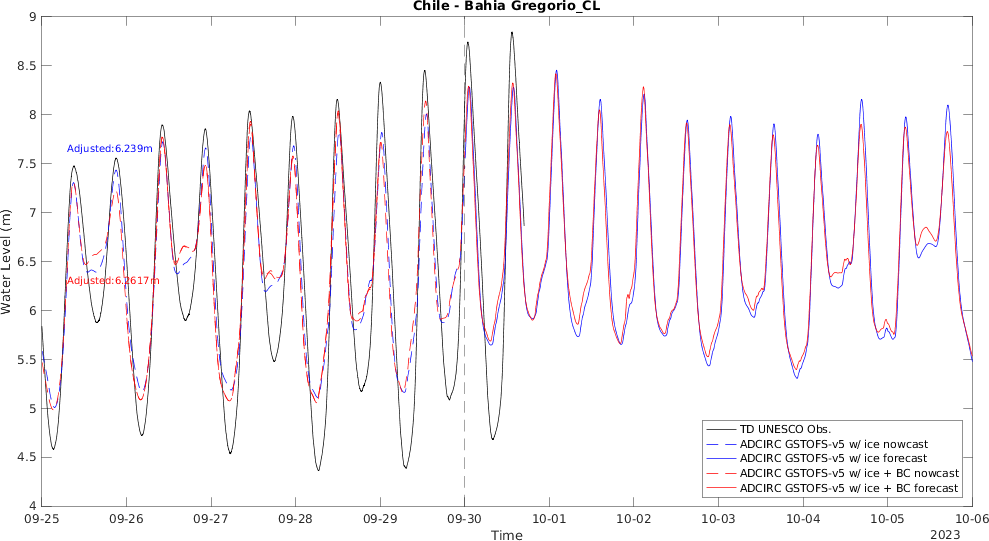 Chile - Bahia Gregorio_CL
Water Level (m)
9
8.5
8
7.5
7
6.5
6
5.5
5
4.5
4
Adjusted:6.239m
Adjusted:6.2617m
TD UNESCO Obs.
ADCIRC GSTOFS-v5 w/ ice nowcast
ADCIRC GSTOFS-v5 w/ ice forecast
ADCIRC GSTOFS-v5 w/ ice + BC nowcast
ADCIRC GSTOFS-v5 w/ ice + BC forecast
09-25 09-26 09-27 09-28 09-29 09-30 10-01 10-02 10-03 10-04 10-05 10-06
Time
2023